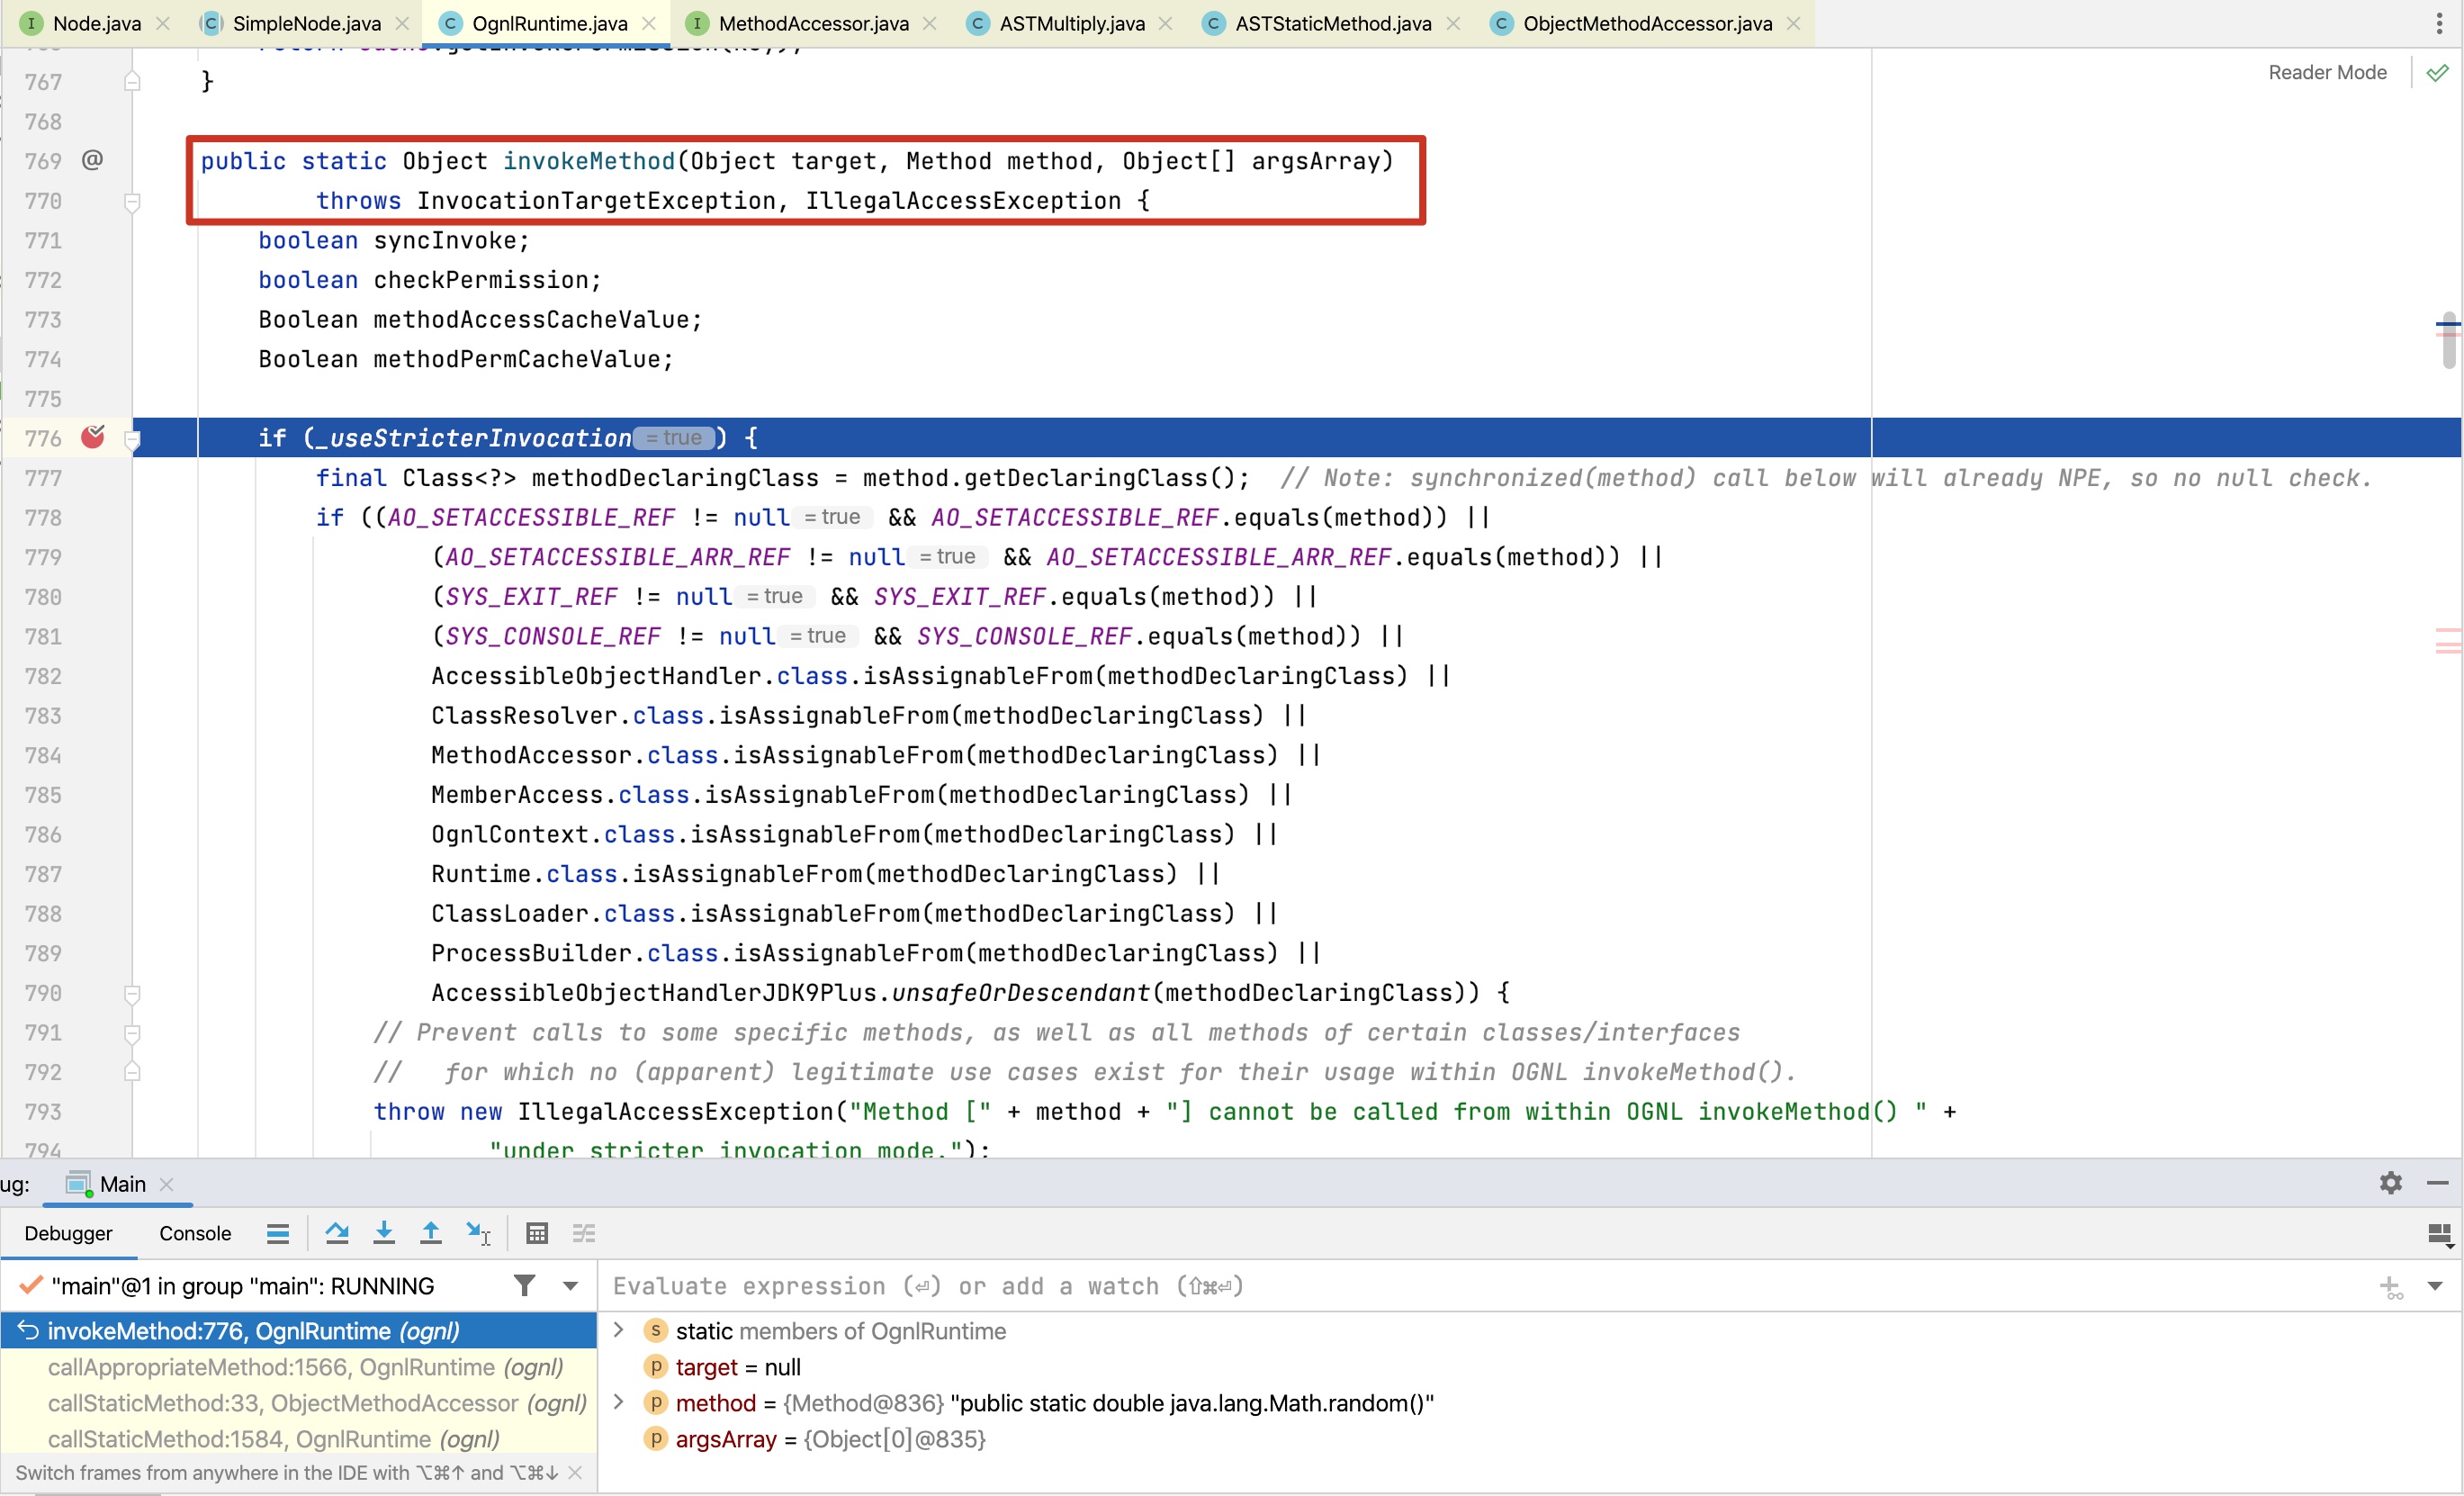 Node.java SimpleNode.java OgnlRuntime.java MethodAccessor.java ASTMultiply.java ASTStaticMethod.java ObjectMethodAccessor.java
Reader Mode
767 }
768
769 @ public static Object invokeMethod(Object target, Method method, Object[] argsArray)
770 throws InvocationTargetException, IllegalAccessException {
771 boolean syncInvoke;
772 boolean checkPermission;
773 Boolean methodAccessCacheValue;
774 Boolean methodPermCacheValue;
775
776 if (_useStricterInvocation = true ) {
777 final Class<?> methodDeclaringClass = method.getDeclaringClass(); // Note: synchronized(method) call below will already NPE, so no null check.
778 if ((AO_SETACCESSIBLE_REF != null = true && AO_SETACCESSIBLE_REF.equals(method)) ||
779 (AO_SETACCESSIBLE_ARR_REF != null = true && AO_SETACCESSIBLE_ARR_REF.equals(method)) ||
780 (SYS_EXIT_REF != null = true && SYS_EXIT_REF.equals(method)) ||
781 (SYS_CONSOLE_REF != null = true && SYS_CONSOLE_REF.equals(method)) ||
782 AccessibleObjectHandler.class.isAssignableFrom(methodDeclaringClass) ||
783 ClassResolver.class.isAssignableFrom(methodDeclaringClass) ||
784 MethodAccessor.class.isAssignableFrom(methodDeclaringClass) ||
785 MemberAccess.class.isAssignableFrom(methodDeclaringClass) ||
786 OgnlContext.class.isAssignableFrom(methodDeclaringClass) ||
787 Runtime.class.isAssignableFrom(methodDeclaringClass) ||
788 ClassLoader.class.isAssignableFrom(methodDeclaringClass) ||
789 ProcessBuilder.class.isAssignableFrom(methodDeclaringClass) ||
790 AccessibleObjectHandlerJDK9Plus.unsafeOrDescendant(methodDeclaringClass)) {
791 // Prevent calls to some specific methods, as well as all methods of certain classes/interfaces
792 // for which no (apparent) legitimate use cases exist for their usage within OGNL invokeMethod().
793 throw new IllegalAccessException("Method [" + method + "] cannot be called from within OGNL invokeMethod() " +
794 "under stricter invocation mode.");
ug: Main
Debugger Console
"main"@1 in group "main": RUNNING
Evaluate expression (⏎) or add a watch (⇧⌘⏎)
invokeMethod:776, OgnlRuntime (ognl)
callAppropriateMethod:1566, OgnlRuntime (ognl)
callStaticMethod:33, ObjectMethodAccessor (ognl)
callStaticMethod:1584, OgnlRuntime (ognl)
Switch frames from anywhere in the IDE with ⌥⌘↑ and ⌥⌘↓
static members of OgnlRuntime
target = null
method = {Method@836} "public static double java.lang.Math.random()"
argsArray = {Object[0]@835}